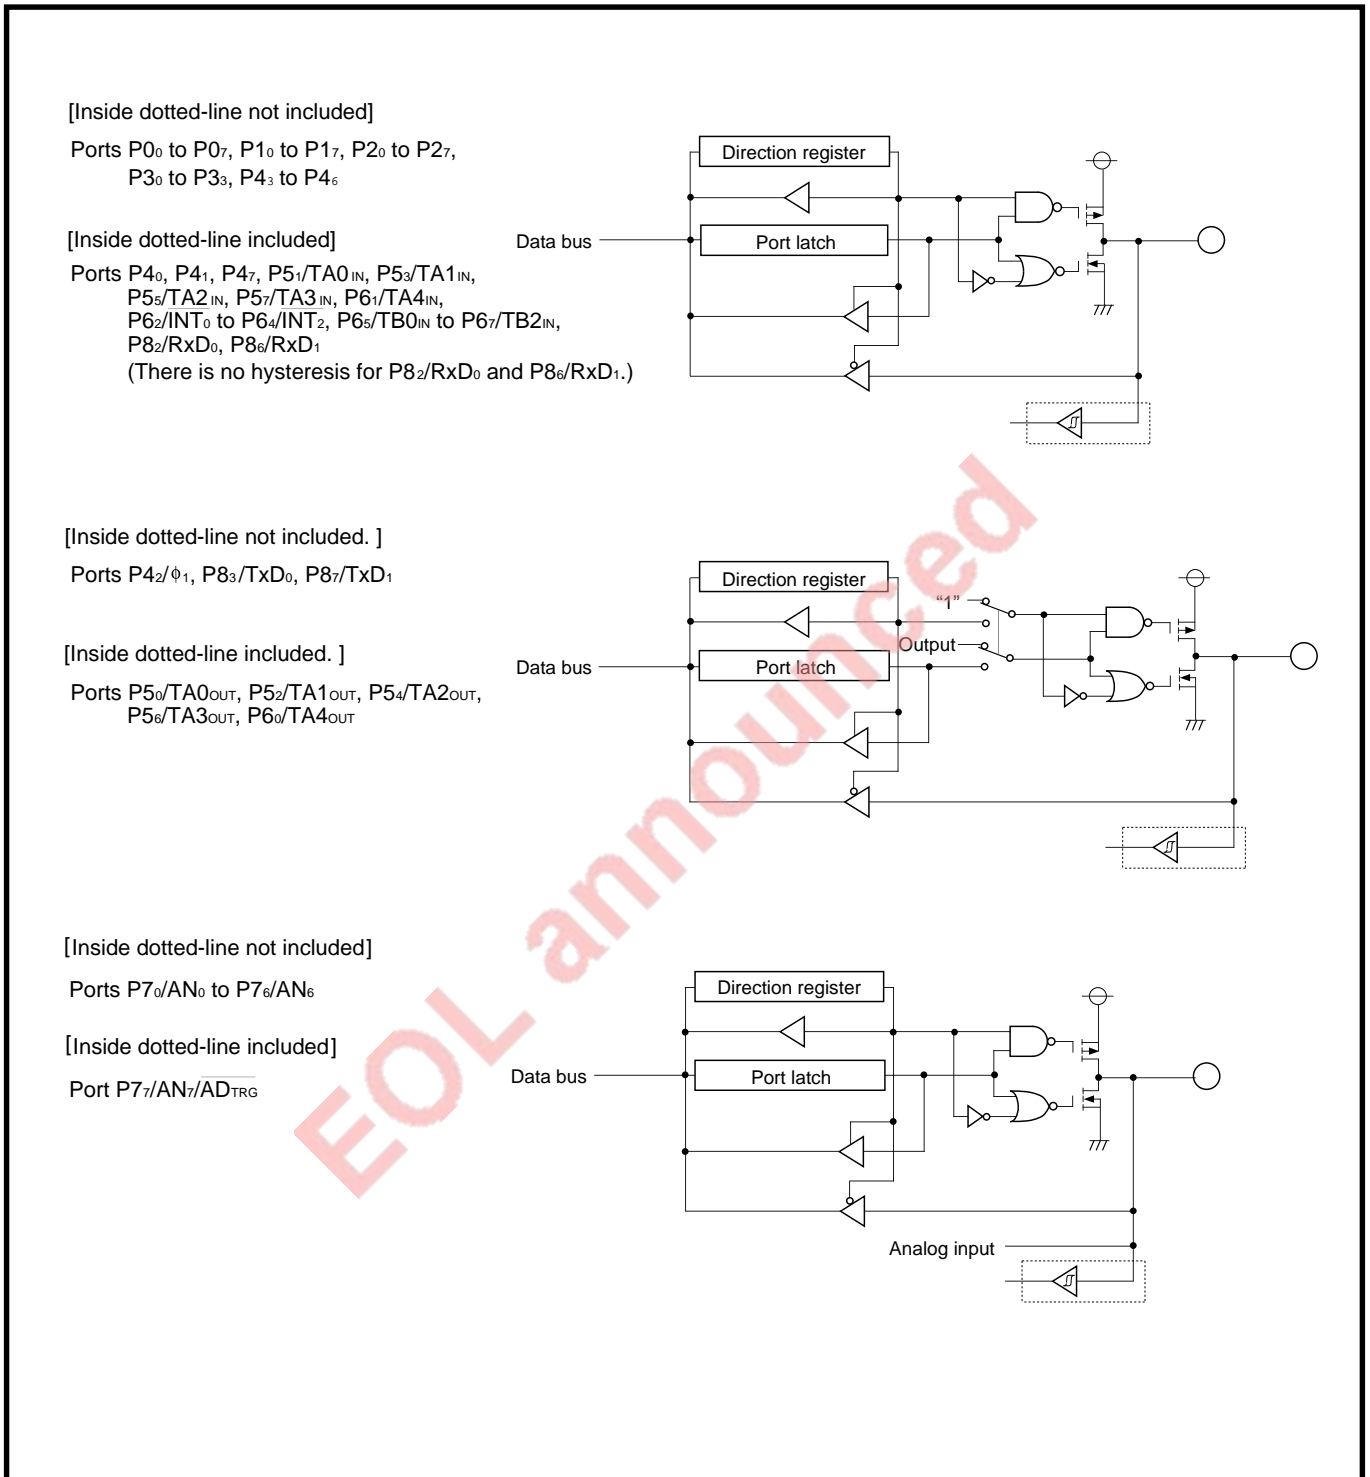 [Inside dotted-line not included]
Ports P0₀ to P0₇, P1₀ to P1₇, P2₀ to P2₇,
P3₀ to P3₃, P4₃ to P4₆
[Inside dotted-line included]
Ports P4₀, P4₁, P4₇, P5₁/TA0IN, P5₃/TA1IN,
P5₅/TA2IN, P5₇/TA3IN, P6₁/TA4IN,
P6₂/INT₀ to P6₄/INT₂, P6₅/TB0IN to P6₇/TB2IN,
P8₂/RxD₀, P8₆/RxD₁
(There is no hysteresis for P8₂/RxD₀ and P8₆/RxD₁.)
Direction register
Data bus
Port latch
[Inside dotted-line not included. ]
Ports P4₂/ϕ₁, P8₃/TxD₀, P8₇/TxD₁
[Inside dotted-line included. ]
Ports P5₀/TA0OUT, P5₂/TA1OUT, P5₄/TA2OUT,
P5₆/TA3OUT, P6₀/TA4OUT
Direction register
“1”
Output
Data bus
Port latch
[Inside dotted-line not included]
Ports P7₀/AN₀ to P7₆/AN₆
[Inside dotted-line included]
Port P7₇/AN₇/ADTRG
Direction register
Data bus
Port latch
Analog input
EOL announced